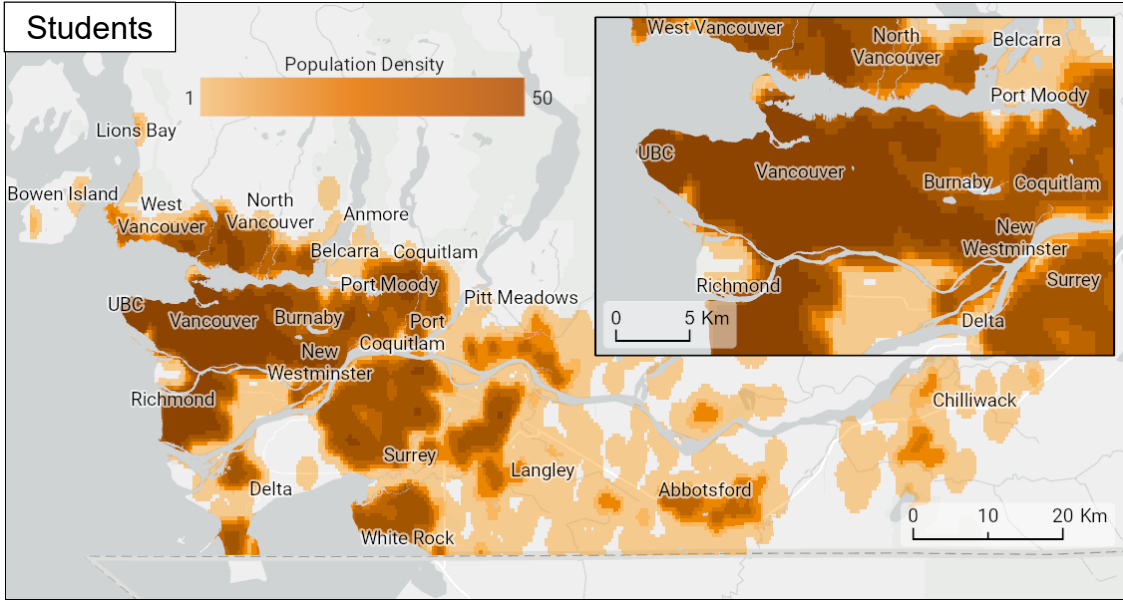 Students
Population Density
1
50
Lions Bay
Bowen Island
West
Vancouver
North
Vancouver
Anmore
Belcarra
Coquitlam
Port Moody
UBC
Vancouver
Burnaby
Pitt Meadows
Port
Coquitlam
New
Westminster
Richmond
Surrey
Delta
Langley
White Rock
Abbotsford
Chilliwack
0 10 20 Km
West Vancouver
North
Vancouver
Belcarra
Port Moody
UBC
Vancouver
Burnaby
Coquitlam
New
Westminster
Richmond
Surrey
Delta
0 5 Km